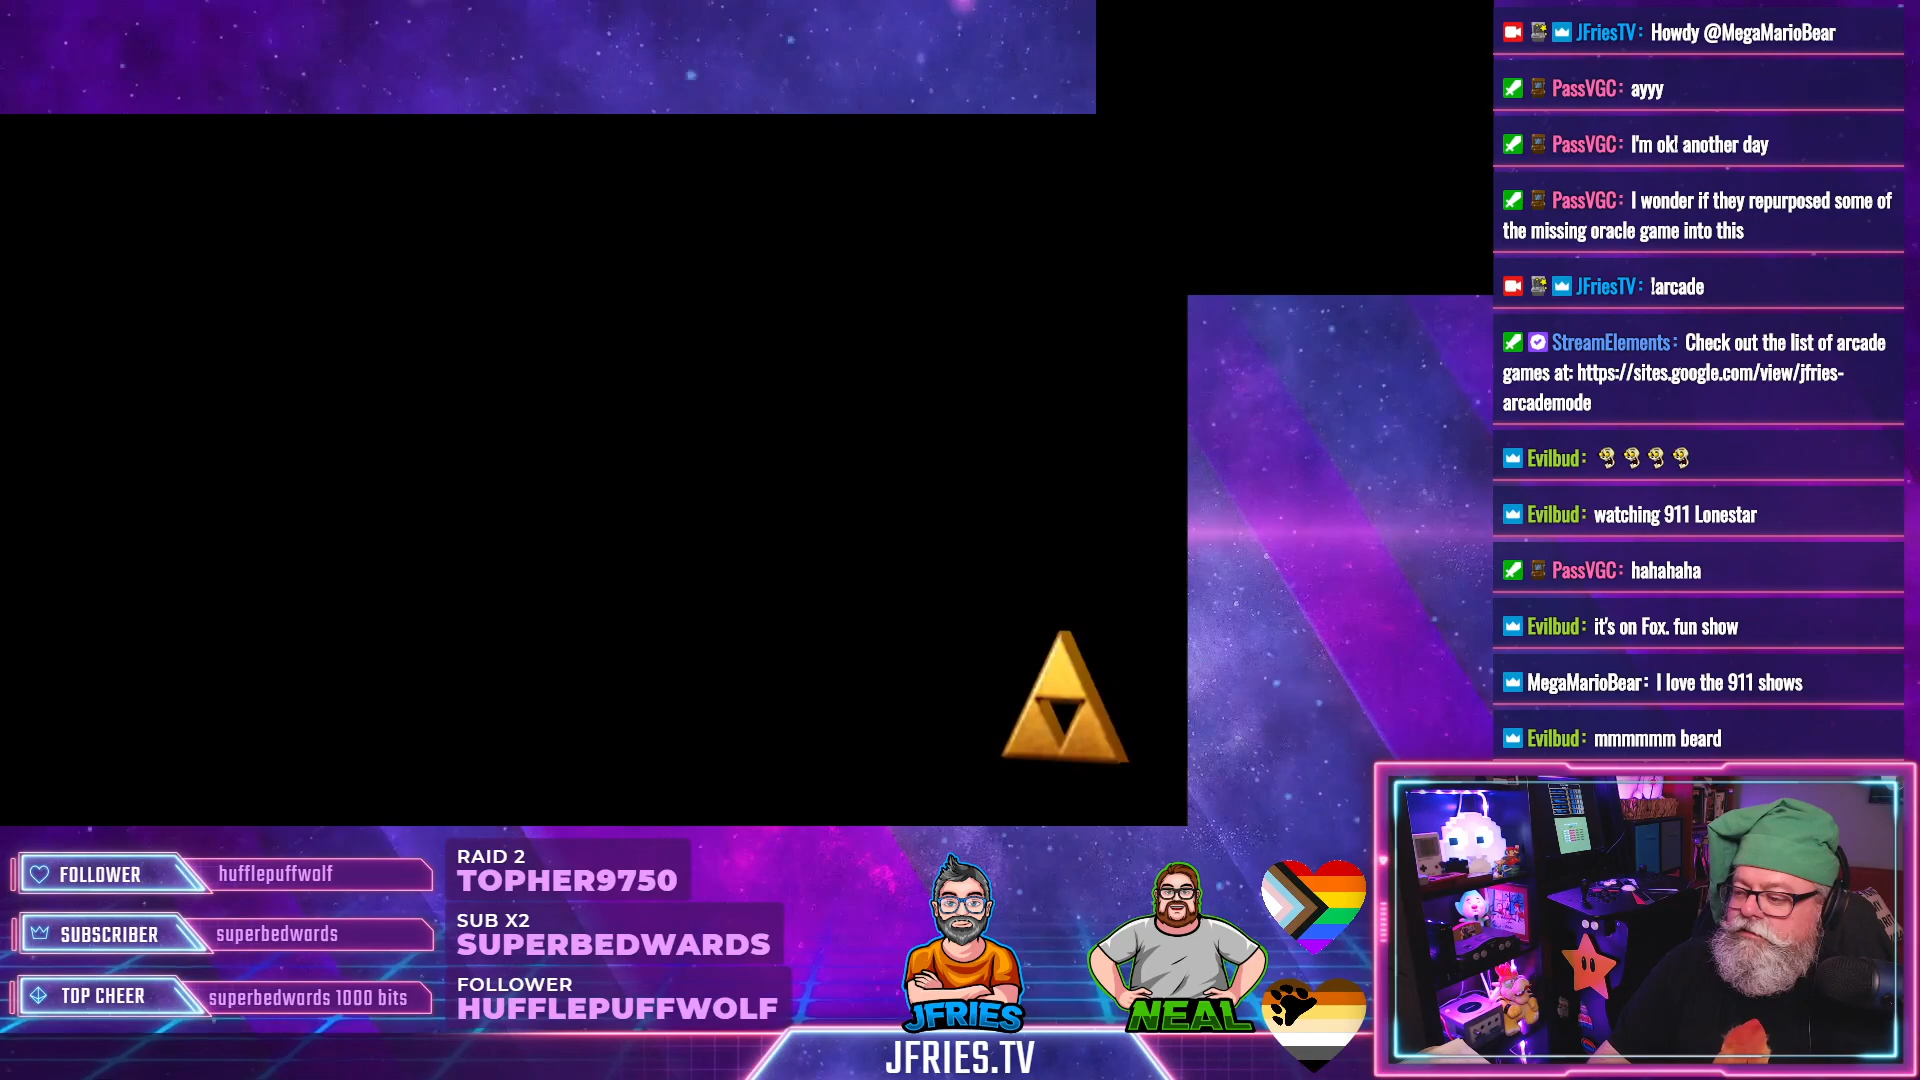 JFriesTV: Howdy @MegaMarioBear
PassVGC: ayyy
PassVGC: I'm ok! another day
PassVGC: I wonder if they repurposed some of
the missing oracle game into this
JFriesTV: !arcade
StreamElements: Check out the list of arcade
games at: https://sites.google.com/view/jfries-
arcademode
Evilbud:
Evilbud: watching 911 Lonestar
PassVGC: hahahaha
Evilbud: it's on Fox. fun show
MegaMarioBear: I love the 911 shows
Evilbud: mmmmmm beard
FOLLOWER hufflepuffwolf
SUBSCRIBER superbedwards
TOP CHEER superbedwards 1000 bits
RAID 2
TOPHER9750
SUB X2
SUPERBEDWARDS
FOLLOWER
HUFFLEPUFFWOLF
JFRIES
NEAL
JFRIES.TV